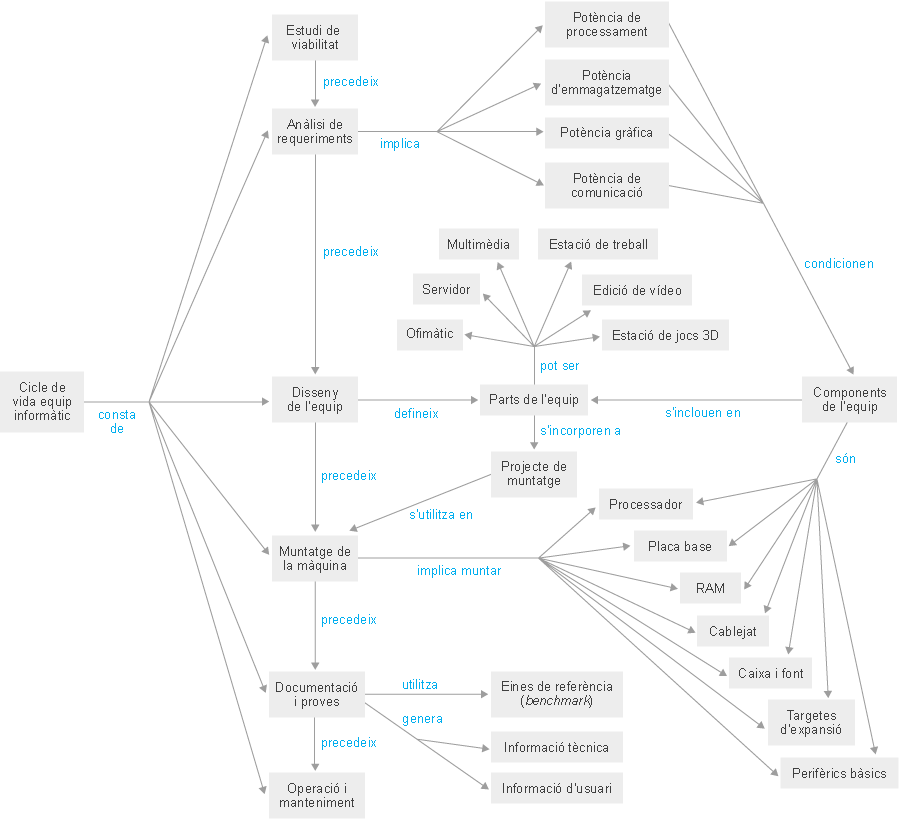 Estudi de
viabilitat
precedeix
Anàlisi de
requeriments
implica
Potència de
processament
Potència
d'emmagatzematge
Potència gràfica
Potència de
comunicació
precedeix
condicionen
Multimèdia
Estació de treball
Servidor
Edició de vídeo
Ofimàtic
Estació de jocs 3D
pot ser
Cicle de
vida equip
informàtic
consta
de
Disseny
de l'equip
defineix
Parts de l'equip
s'inclouen en
Components
de l'equip
s'incorporen a
són
precedeix
Projecte de
muntatge
s'utilitza en
Processador
Muntatge de
la màquina
implica muntar
Placa base
RAM
Cablejat
Caixa i font
Targetes
d'expansió
Perifèrics bàsics
precedeix
Documentació
i proves
utilitza
Eines de referència
(benchmark)
genera
Informació tècnica
Informació d'usuari
precedeix
Operació i
manteniment